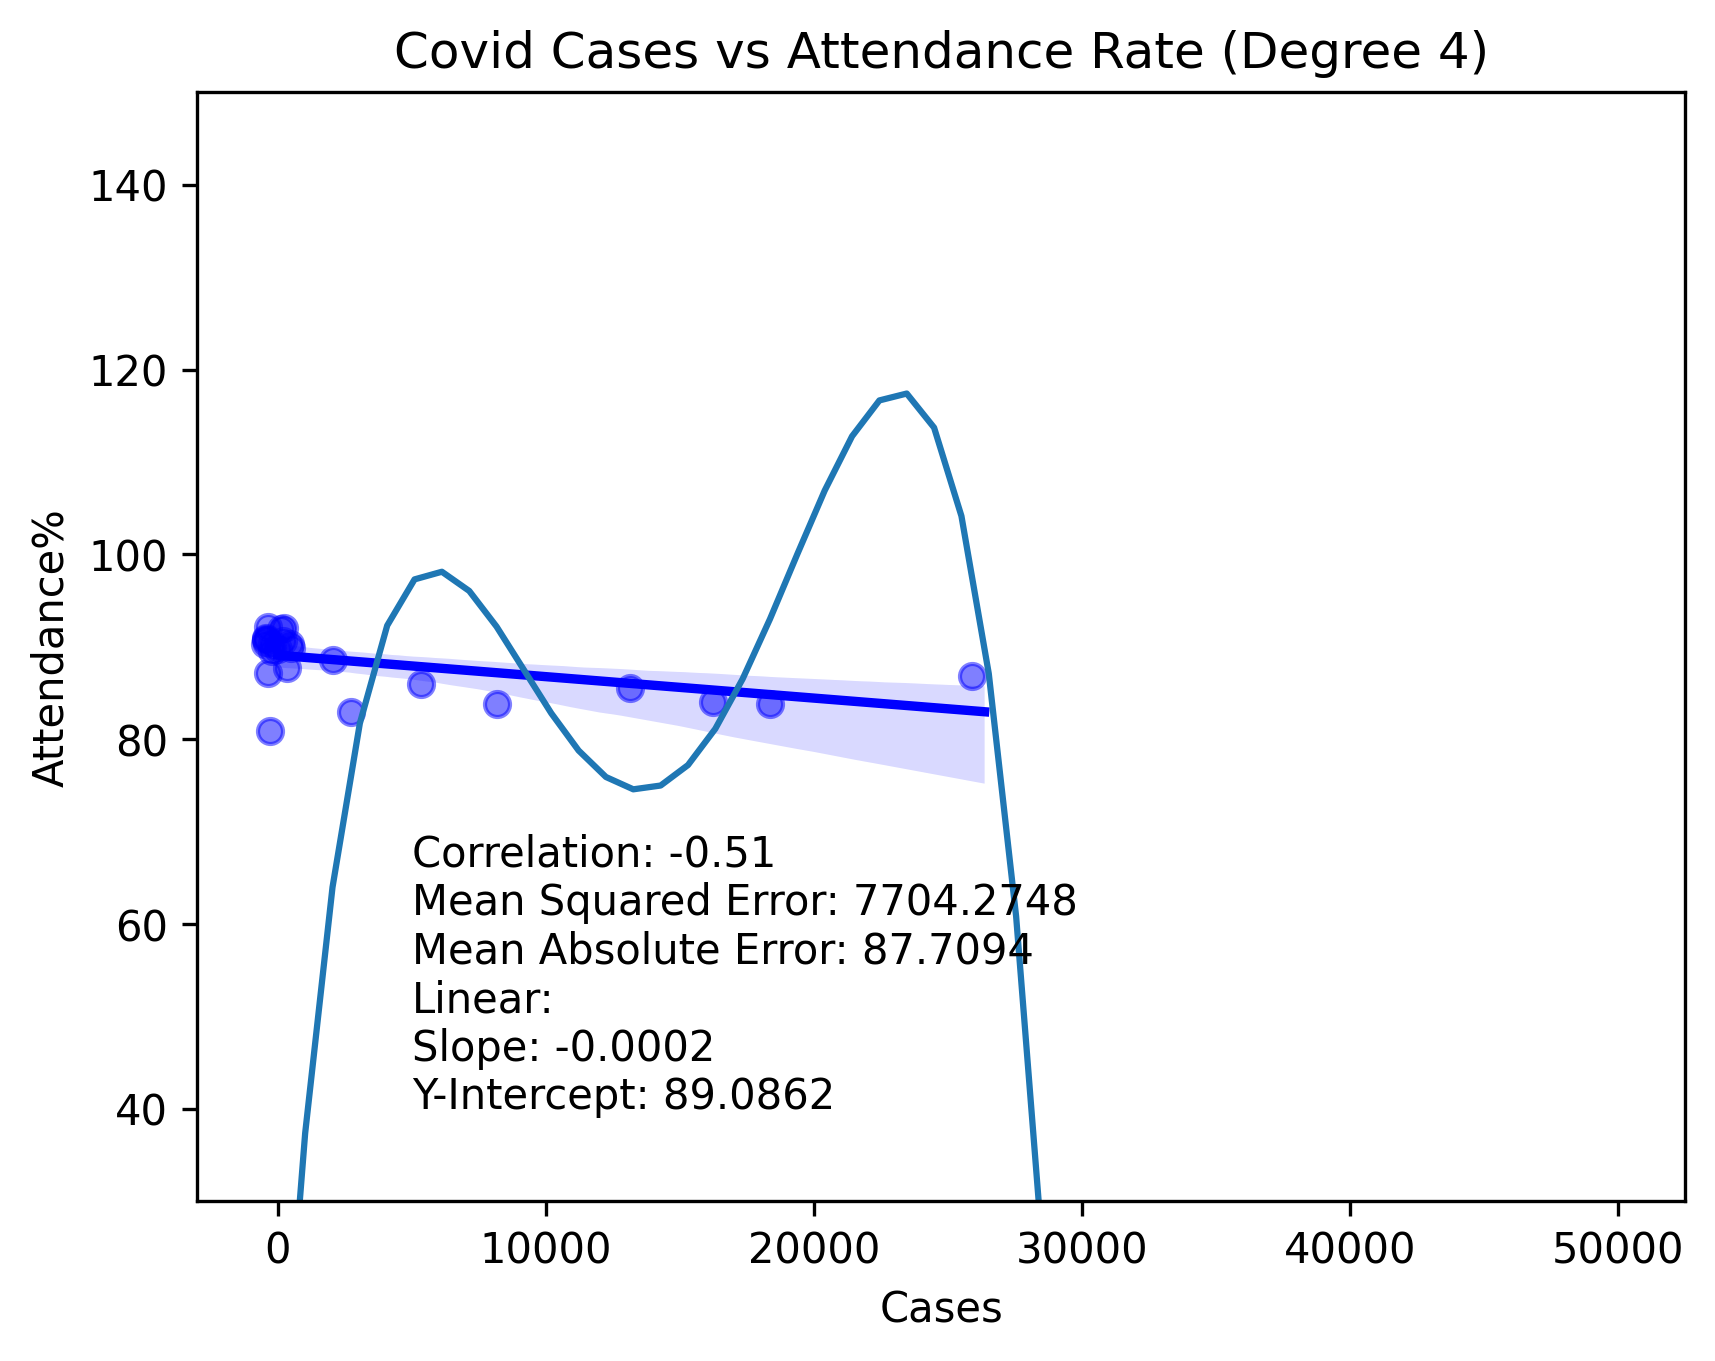 Covid Cases vs Attendance Rate (Degree 4)
140
120
100
80
60
40
Attendance%
Correlation: -0.51
Mean Squared Error: 7704.2748
Mean Absolute Error: 87.7094
Linear:
Slope: -0.0002
Y-Intercept: 89.0862
0 10000 20000 30000 40000 50000
Cases